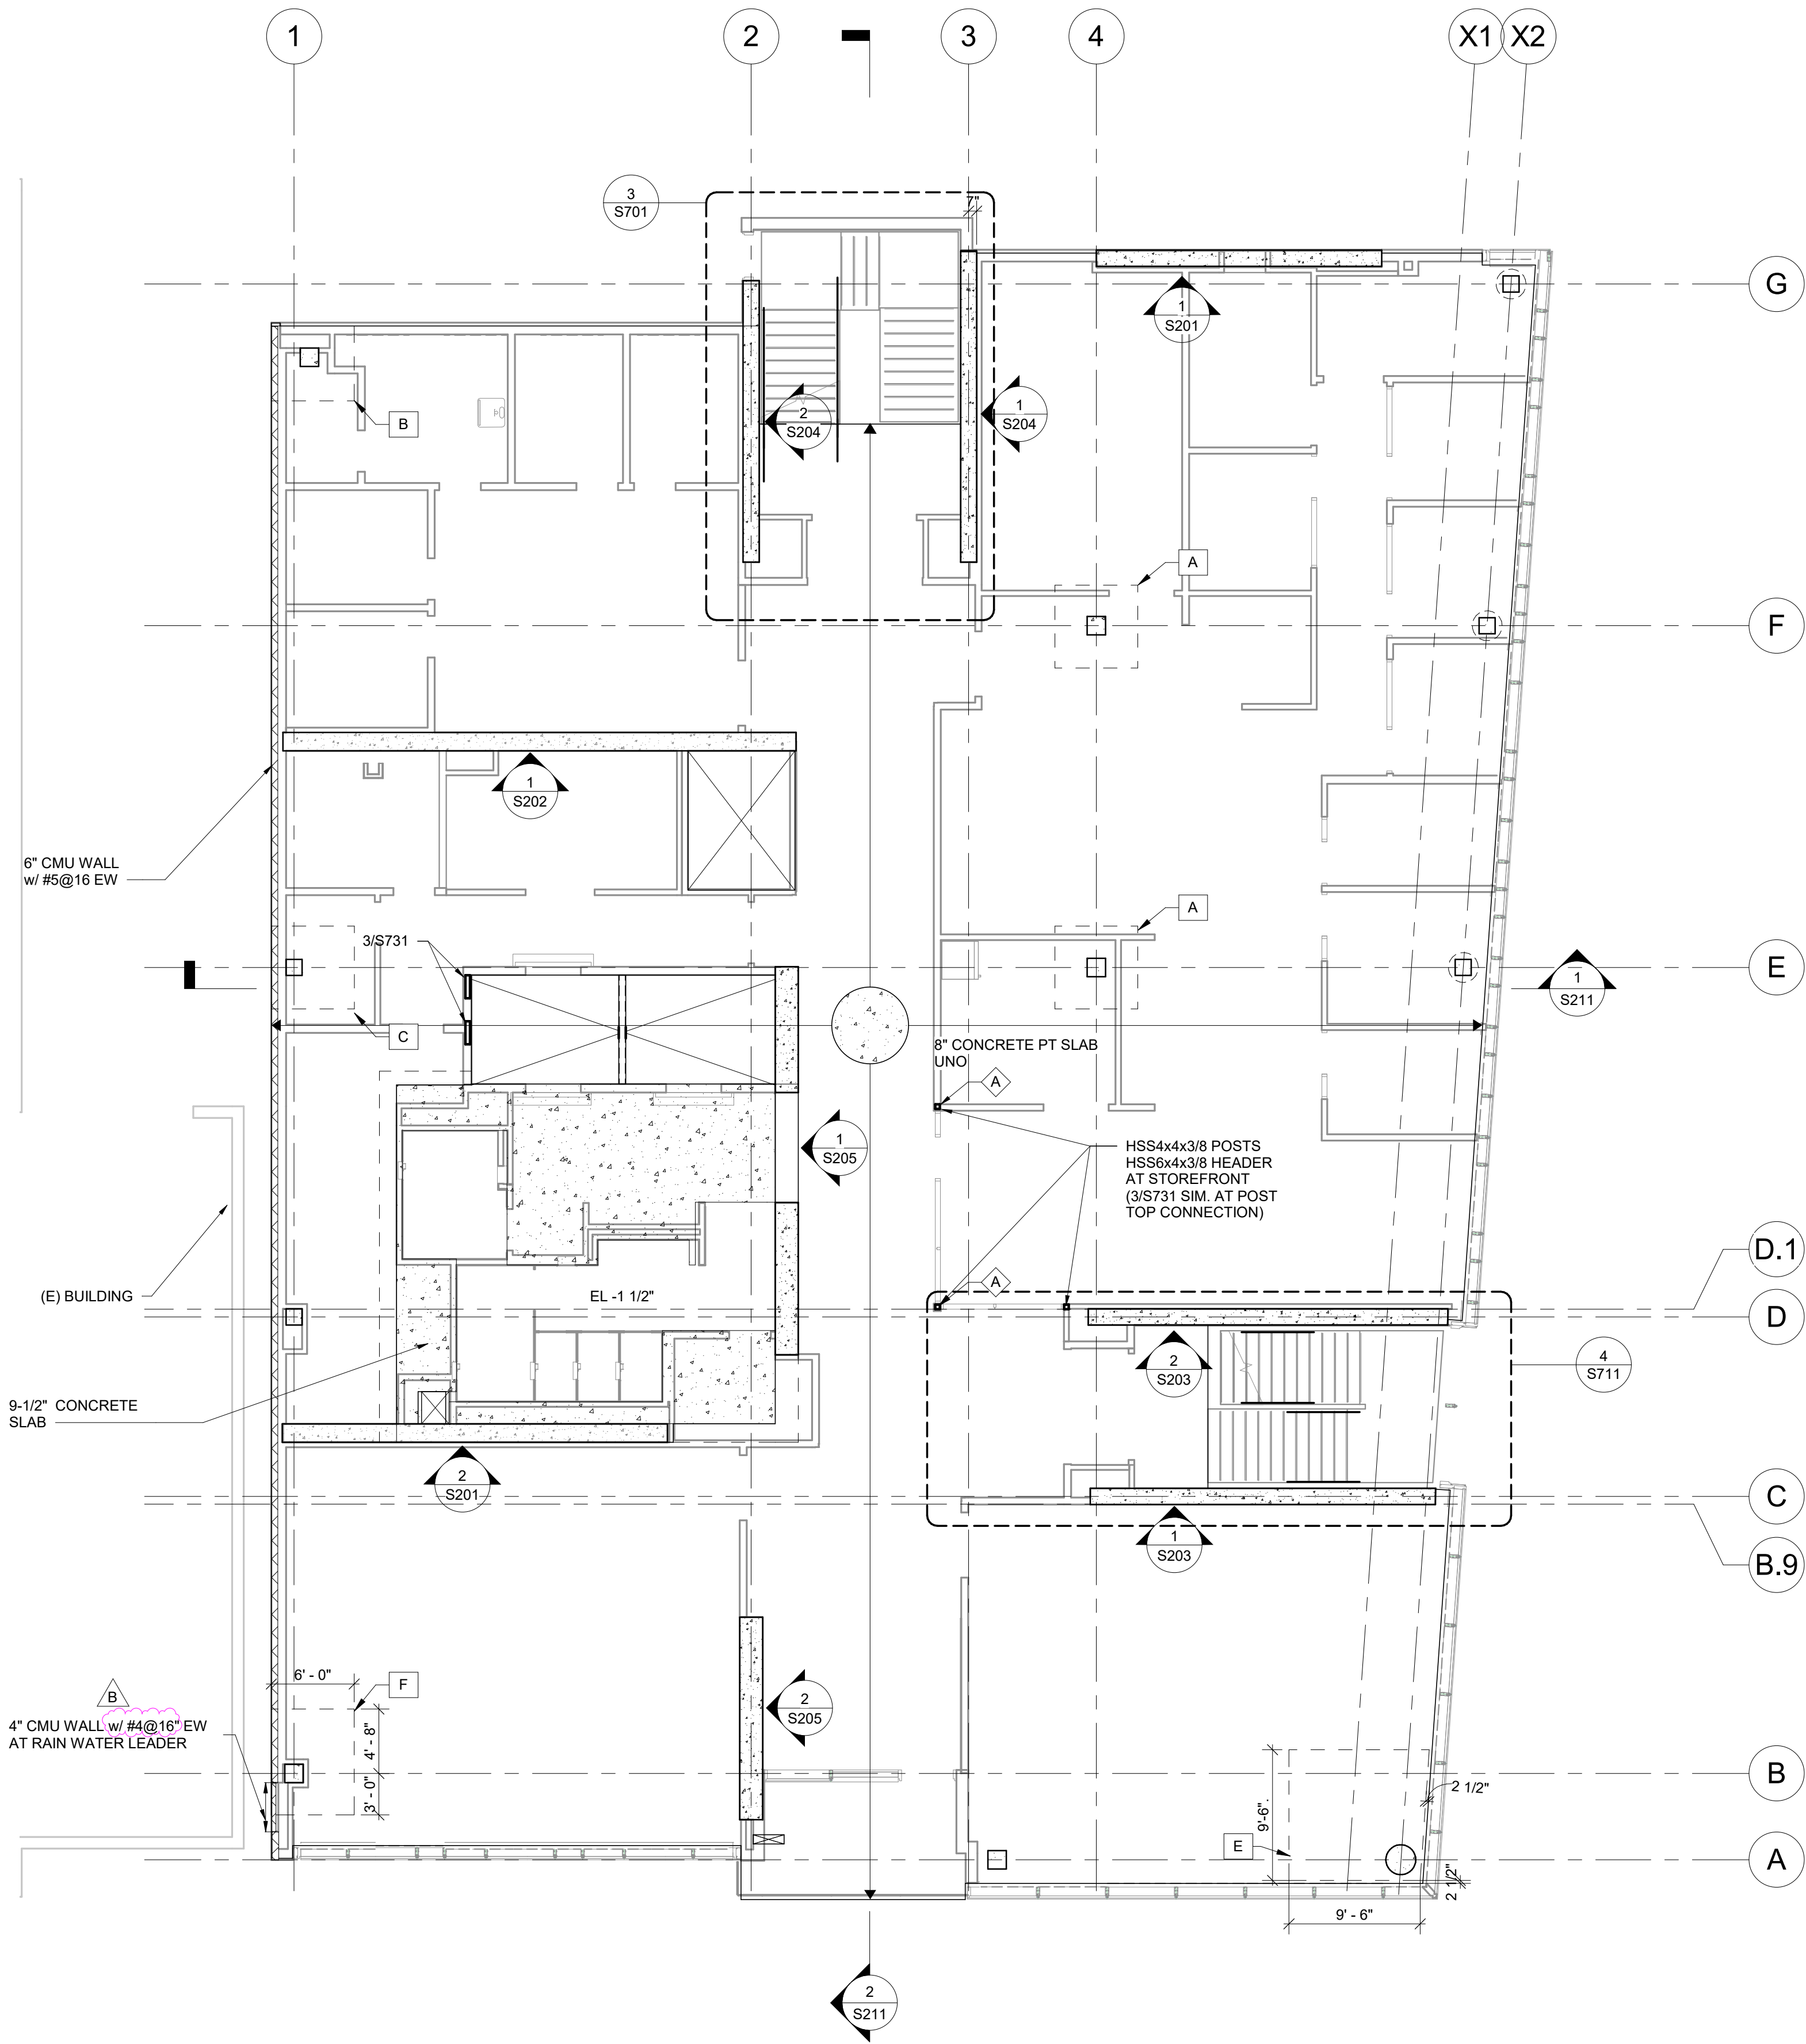 1
2
3
4
X1
X2
3
S701
7"
G
1
S201
B
2
S204
1
S204
A
F
1
S202
6" CMU WALL
w/ #5@16 EW
A
3/S731
E
1
S211
C
8" CONCRETE PT SLAB
UNO
A
1
S205
HSS4x4x3/8 POSTS
HSS6x4x3/8 HEADER
AT STOREFRONT
(3/S731 SIM. AT POST
TOP CONNECTION)
D.1
(E) BUILDING
EL -1 1/2"
A
D
2
S203
4
S711
9-1/2" CONCRETE
SLAB
2
S201
C
1
S203
B.9
6' - 0"
F
B
4" CMU WALL w/ #4@16" EW
AT RAIN WATER LEADER
4' - 8"
3' - 0"
2
S205
B
2 1/2"
9'-6".
E
A
2 1/2"
9' - 6"
2
S211